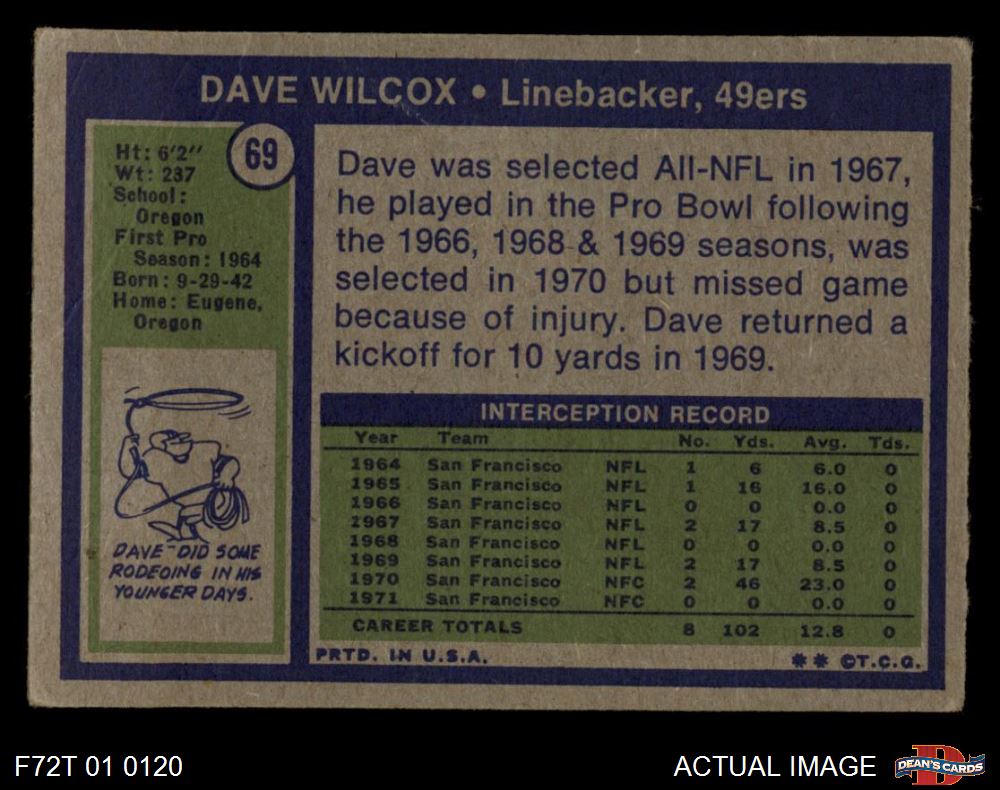 DAVE WILCOX • Linebacker, 49ers
Ht: 6'2"
Wt: 237
School:
Oregon
First Pro
Season: 1964
Born: 9-29-42
Home: Eugene,
Oregon
69
Dave was selected All-NFL in 1967,
he played in the Pro Bowl following
the 1966, 1968 & 1969 seasons, was
selected in 1970 but missed game
because of injury. Dave returned a
kickoff for 10 yards in 1969.
DAVE DID SOME
RODEOING IN HIS
YOUNGER DAYS.
INTERCEPTION RECORD
Year Team No. Yds. Avg. Tds.
1964 San Francisco NFL 1 6 6.0 0
1965 San Francisco NFL 1 16 16.0 0
1966 San Francisco NFL 0 0 0.0 0
1967 San Francisco NFL 2 17 8.5 0
1968 San Francisco NFL 0 0 0.0 0
1969 San Francisco NFL 2 17 8.5 0
1970 San Francisco NFC 2 46 23.0 0
1971 San Francisco NFC 0 0 0.0 0
CAREER TOTALS 8 102 12.8 0
PRTD. IN U.S.A. ** ©T.C.G.
F72T 01 0120
ACTUAL IMAGE
D
DEAN'S CARDS